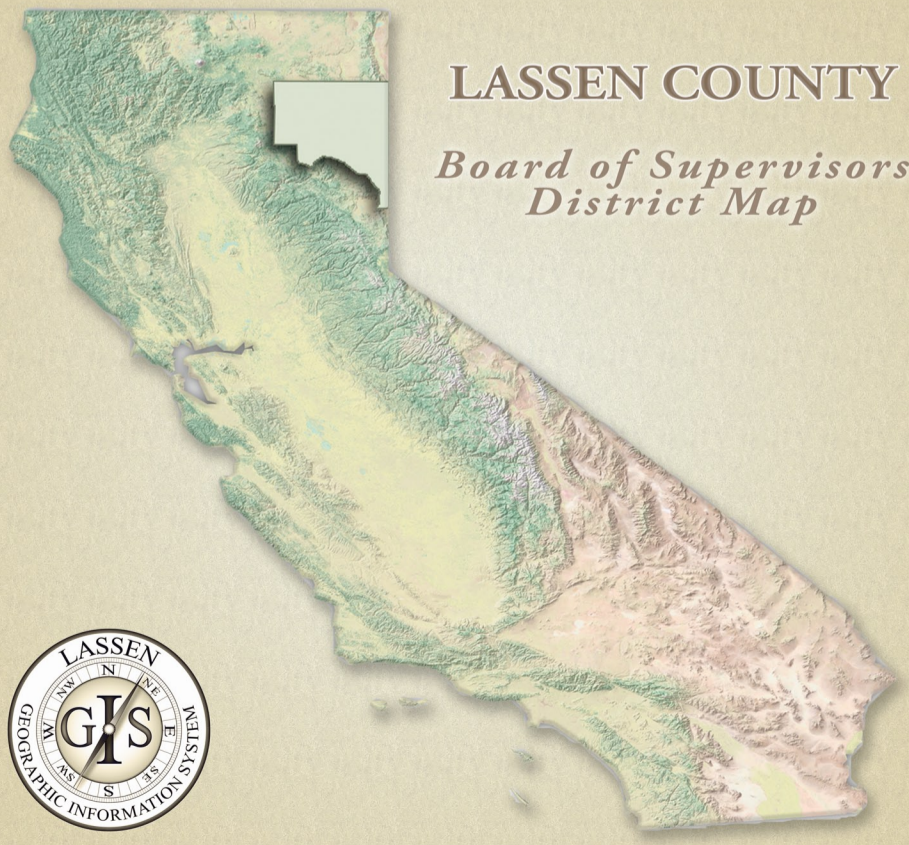 LASSEN COUNTY
Board of Supervisors
District Map
LASSEN
N
NW
NE
W
GIS
E
SW
SE
S
GEOGRAPHIC INFORMATION SYSTEM